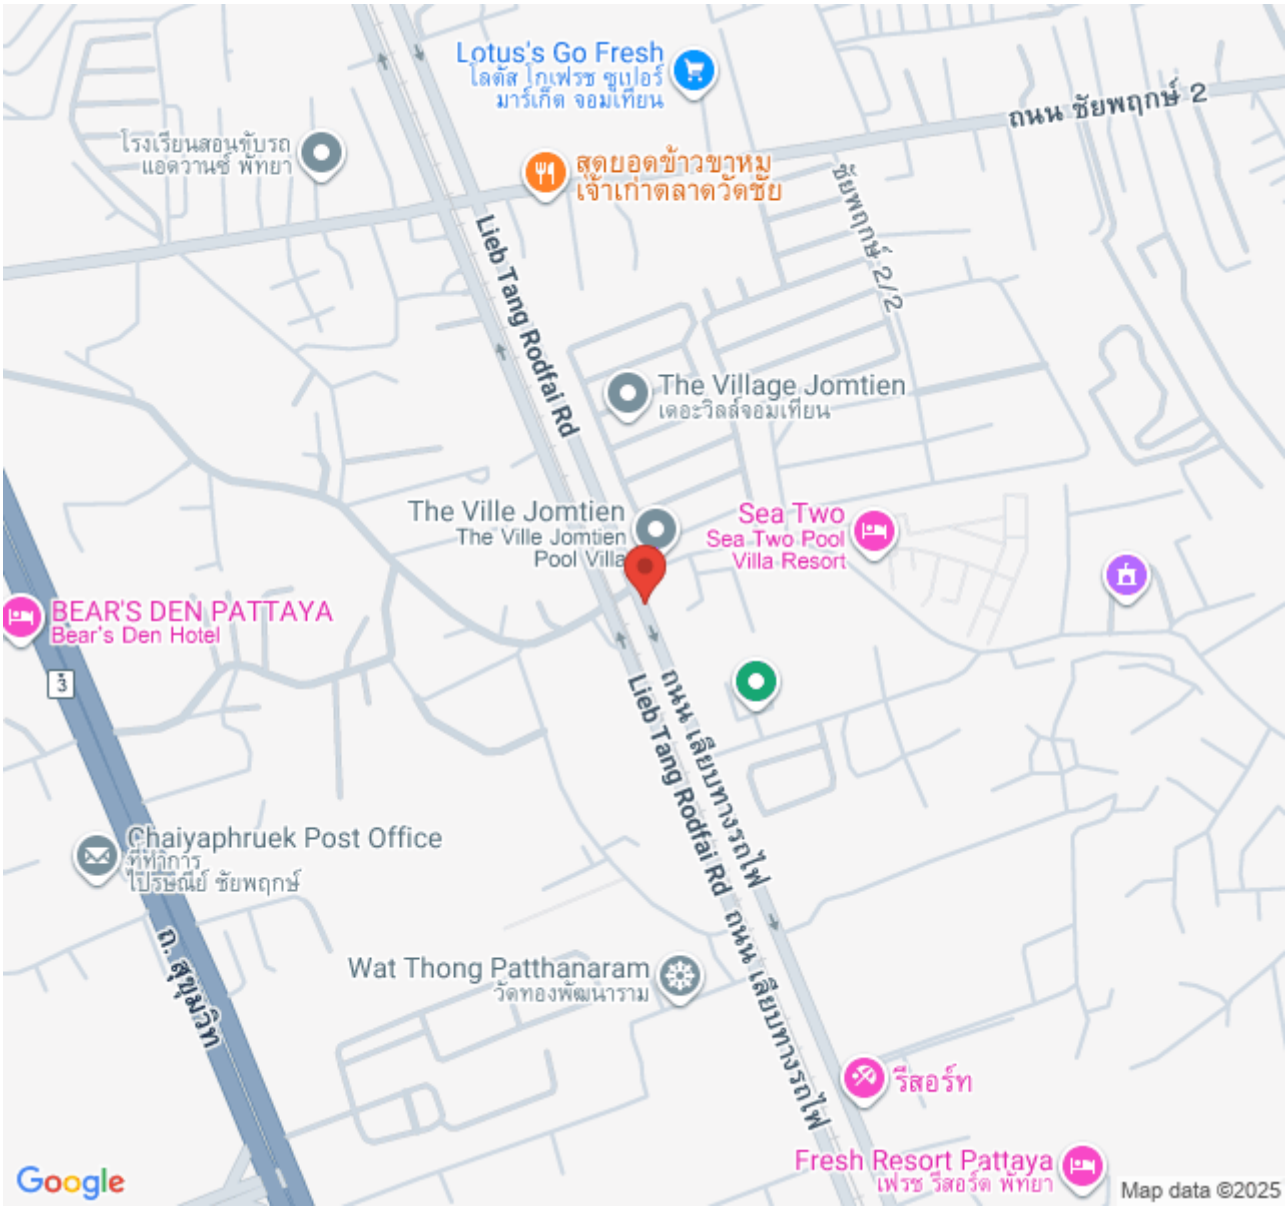 Lotus's Go Fresh
โลตัส โกเฟรช ซูเปอร์
มาร์เก็ต จอมเทียน
ถนน ชัยพฤกษ์ 2
โรงเรียนสอนขับรถ
แอดวานซ์ พัทยา
สุดยอดข้าวขาหมู
เจ้าเก่าตลาดวัดชัย
ชัยพฤกษ์ 2/2
Lieb Tang Rodfai Rd
The Village Jomtien
เดอะวิลล์จอมเทียน
The Ville Jomtien
The Ville Jomtien
Pool Villa
Sea Two
Sea Two Pool
Villa Resort
BEAR'S DEN PATTAYA
Bear's Den Hotel
3
ถนน เลียบทางรถไฟ
Lieb Tang Rodfai Rd
Chaiyaphruek Post Office
ที่ทำการ
ไปรษณีย์ ชัยพฤกษ์
ถ. สุขุมวิท
Wat Thong Patthanaram
วัดทองพัฒนาราม
ถนน เลียบทางรถไฟ
รีสอร์ท
Fresh Resort Pattaya
เฟรช รีสอร์ต พัทยา
Google
Map data ©2025